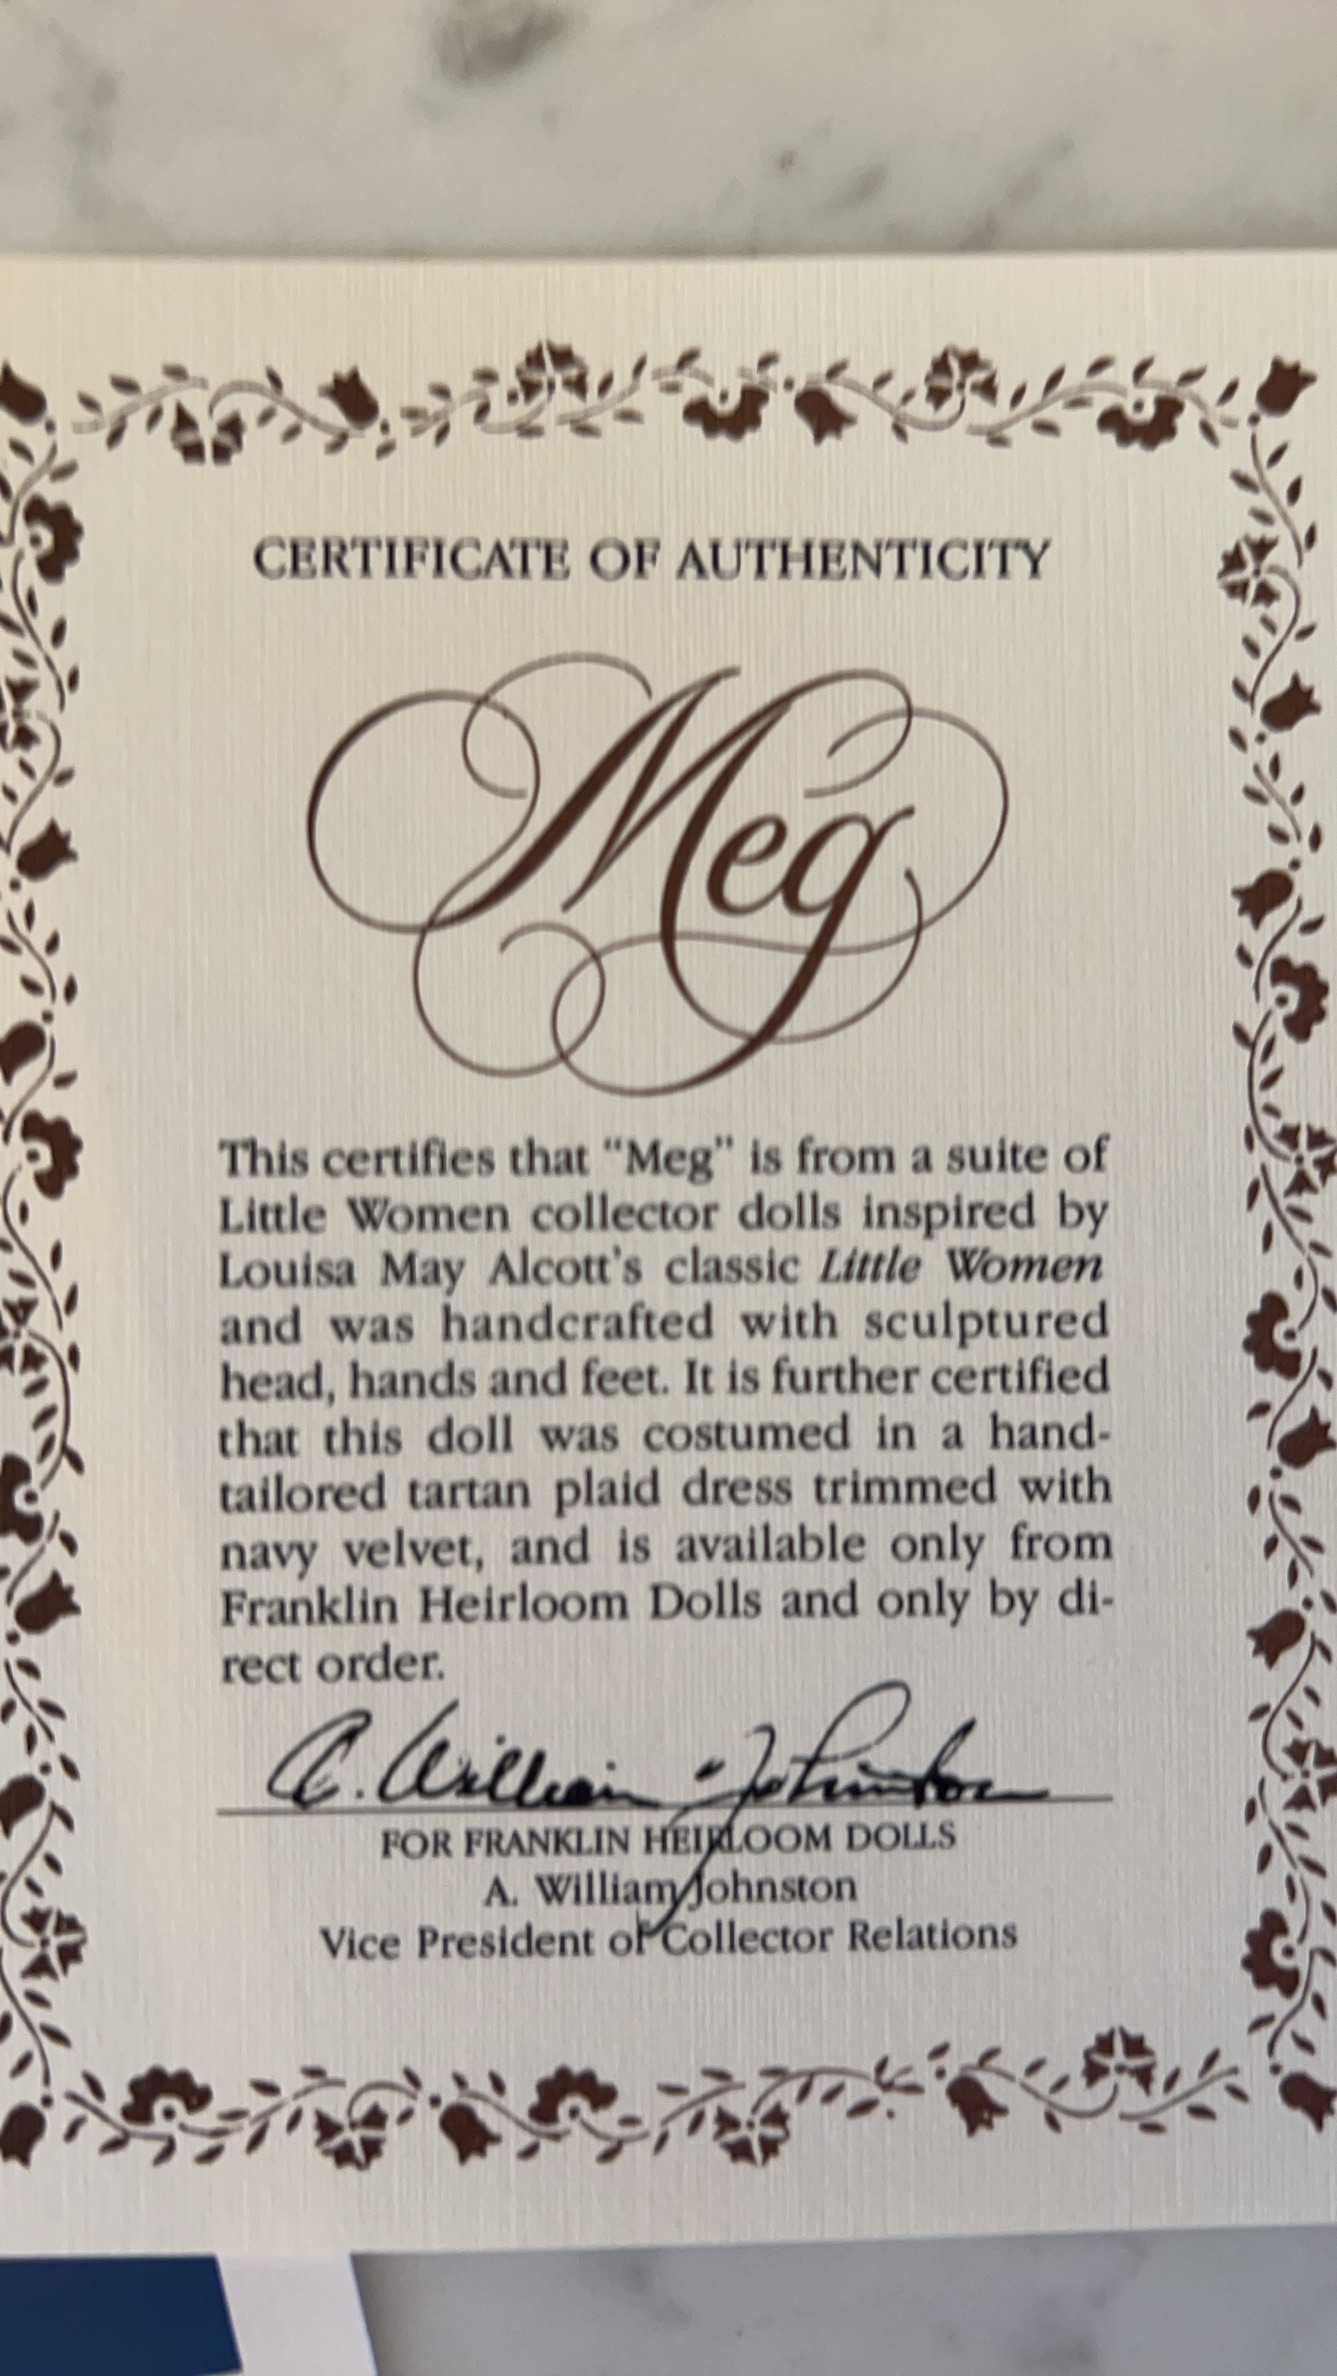 CERTIFICATE OF AUTHENTICITY
Meg
This certifies that “Meg” is from a suite of
Little Women collector dolls inspired by
Louisa May Alcott’s classic Little Women
and was handcrafted with sculptured
head, hands and feet. It is further certified
that this doll was costumed in a hand-
tailored tartan plaid dress trimmed with
navy velvet, and is available only from
Franklin Heirloom Dolls and only by di-
rect order.
A. William Johnston
FOR FRANKLIN HEIRLOOM DOLLS
A. William Johnston
Vice President of Collector Relations